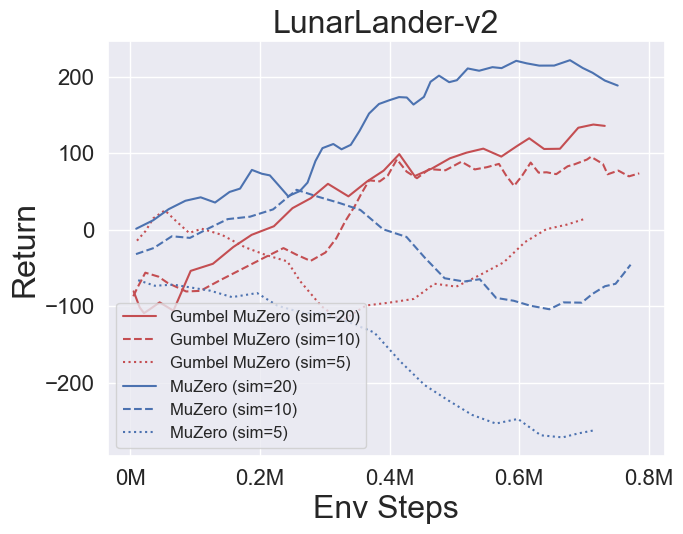 LunarLander-v2
Return
200
100
0
−100
−200
Gumbel MuZero (sim=20)
Gumbel MuZero (sim=10)
Gumbel MuZero (sim=5)
MuZero (sim=20)
MuZero (sim=10)
MuZero (sim=5)
0M 0.2M 0.4M 0.6M 0.8M
Env Steps